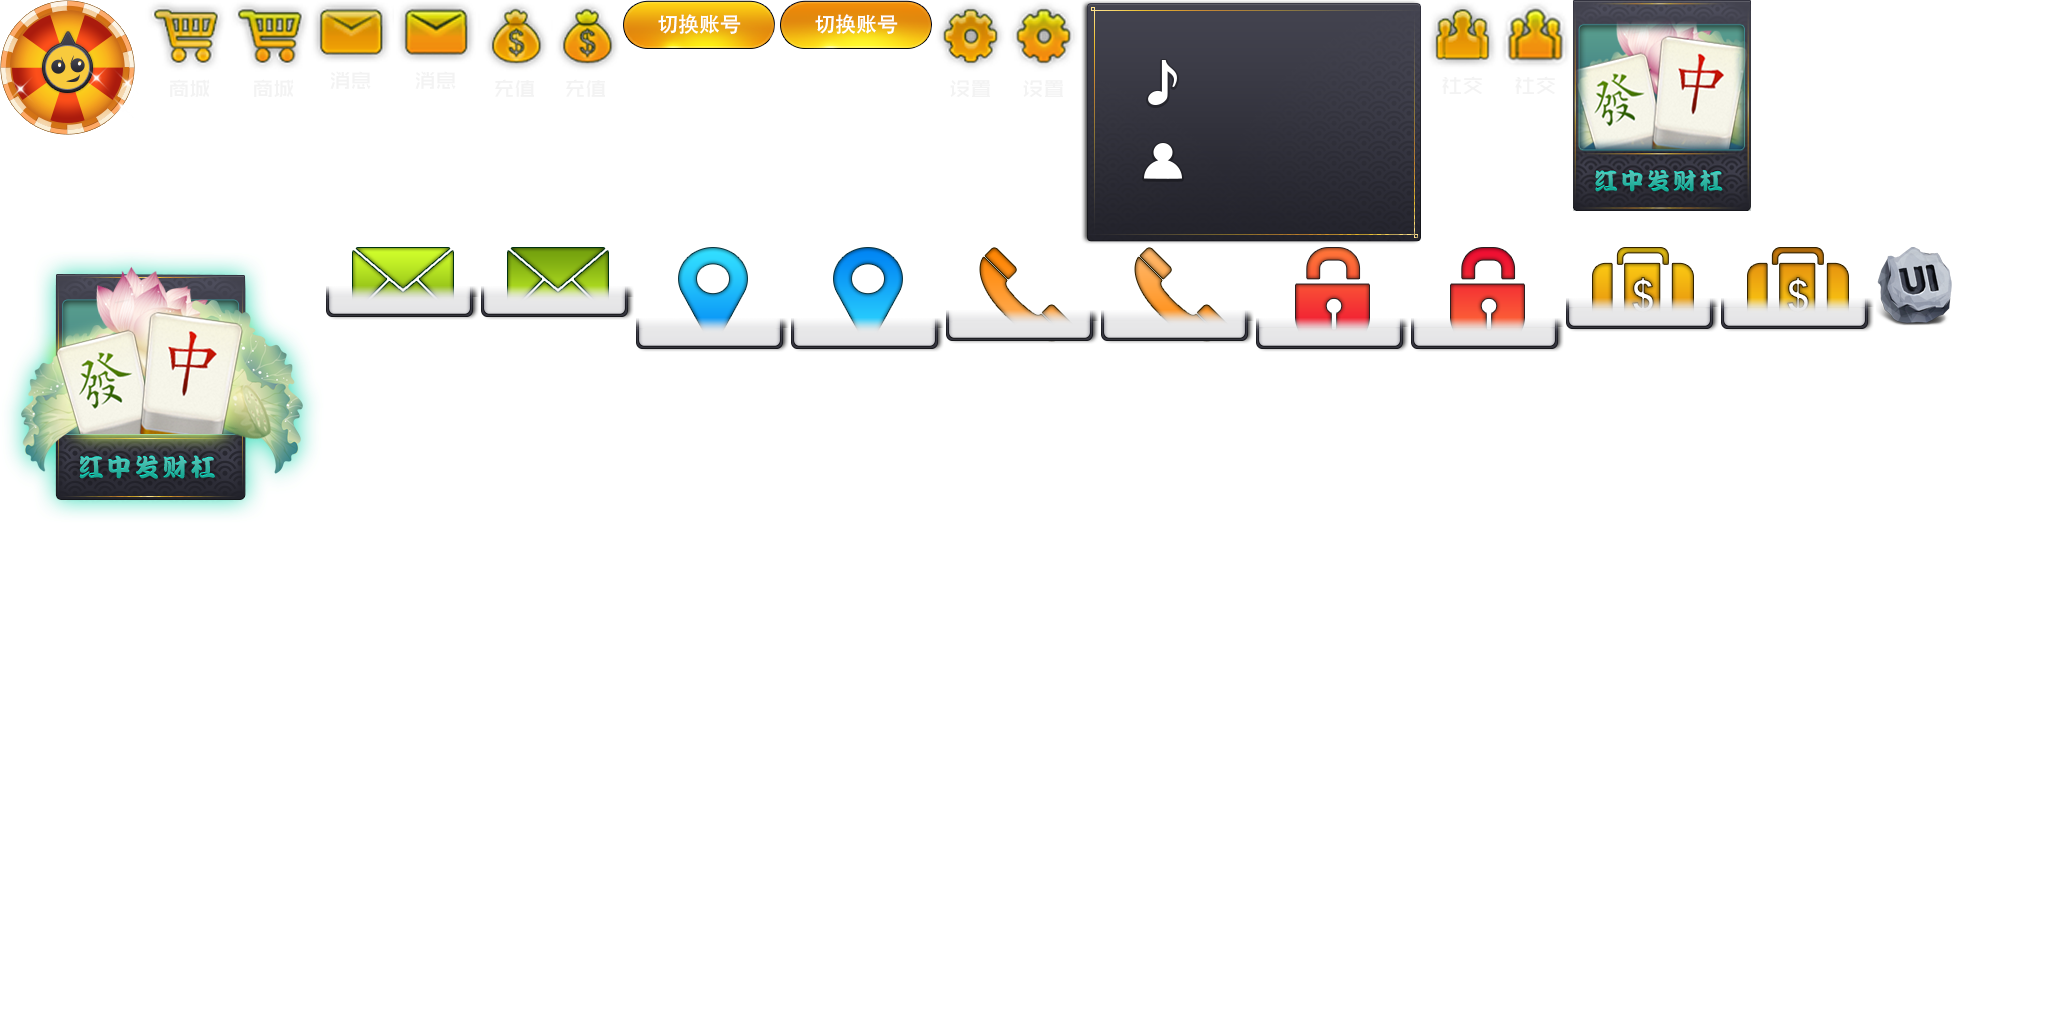 商城
商城
消息
消息
$
充值
$
充值
切换账号
切换账号
设置
设置
社交
社交
發
中
红中发财杠
發
中
红中发财杠
$
$
UI